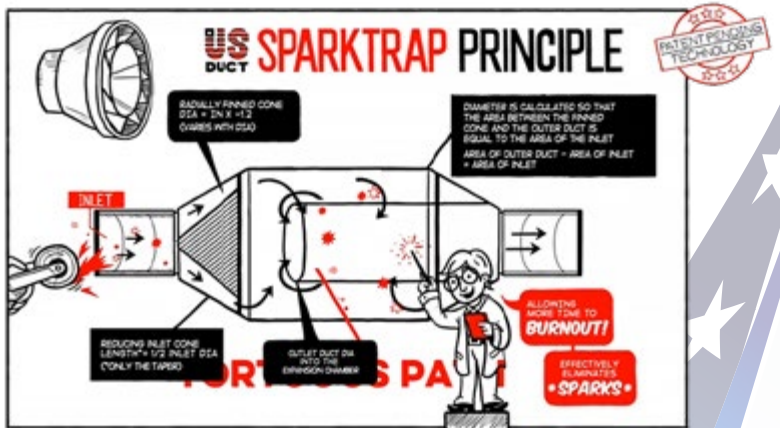 US DUCT SPARKTRAP PRINCIPLE
PATENT PENDING
TECHNOLOGY
RADIALLY FINNED CONE
DIA = IN X ~1.2
(VARIES WITH DIA)
DIAMETER IS CALCULATED SO THAT
THE AREA BETWEEN THE FINNED
CONE AND THE OUTER DUCT IS
EQUAL TO THE AREA OF THE INLET
AREA OF OUTER DUCT - AREA OF INLET
= AREA OF INLET
INLET
REDUCING INLET CONE
LENGTH*= 1/2 INLET DIA
(*ONLY THE TAPER)
OUTLET DUCT DIA
INTO THE
EXPANSION CHAMBER
ALLOWING
MORE TIME TO
BURNOUT!
EFFECTIVELY
ELIMINATES
• SPARKS •